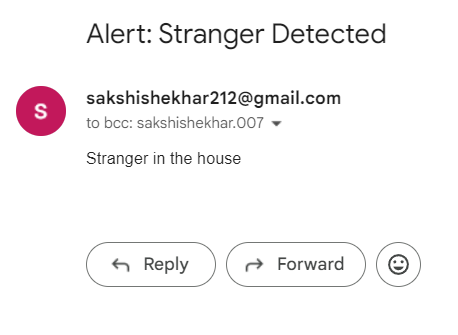 Alert: Stranger Detected
S
sakshishekhar212@gmail.com
to bcc: sakshishekhar.007
Stranger in the house
Reply Forward